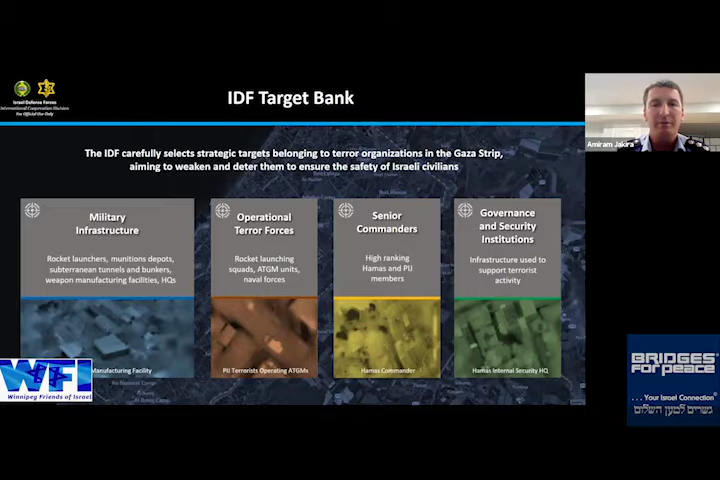 Israel Defense Forces
International Cooperation Division
For Official Use Only
IDF Target Bank
The IDF carefully selects strategic targets belonging to terror organizations in the Gaza Strip,
aiming to weaken and deter them to ensure the safety of Israeli civilians
Military
Infrastructure
Rocket launchers, munitions depots,
subterranean tunnels and bunkers,
weapon manufacturing facilities, HQs
Manufacturing Facility
Operational
Terror Forces
Rocket launching
squads, ATGM units,
naval forces
PIJ Terrorists Operating ATGMs
Senior
Commanders
High ranking
Hamas and PIJ
members
Hamas Commander
Governance
and Security
Institutions
Infrastructure used to
support terrorist
activity
Hamas Internal Security HQ
Amiram Jakira
WFI
Winnipeg Friends of Israel
BRIDGES
FOR PEACE
...Your Israel Connection®
גשרים למען השלום